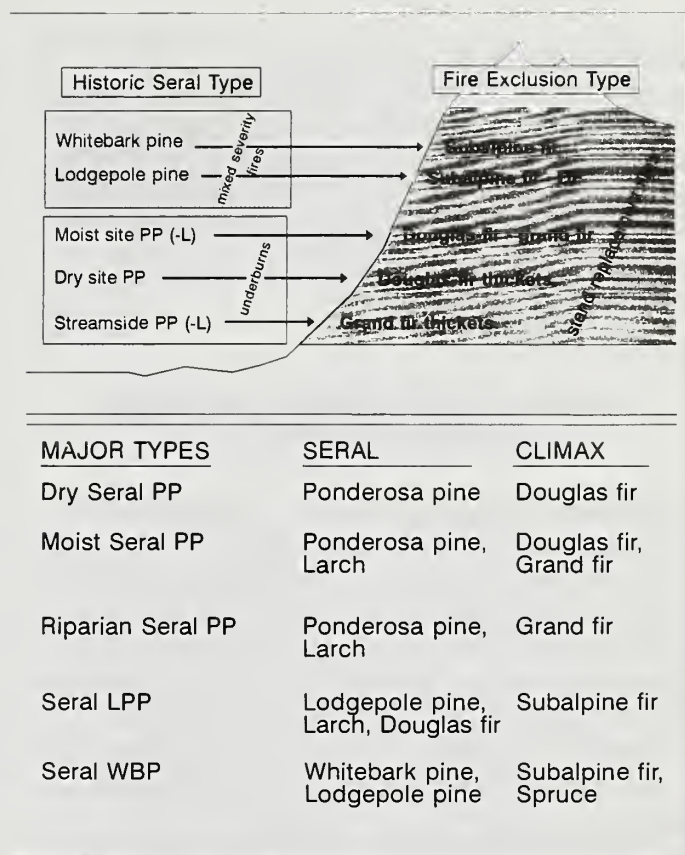 Historic Seral Type
Fire Exclusion Type
Whitebark pine
Subalpine fir
Lodgepole pine
Subalpine fir
mixed severity
fires
Moist site PP (-L)
Douglas fir - grand fir
Dry site PP
Douglas fir thickets
underburns
Streamside PP (-L)
Grand fir thickets
stand replacement
MAJOR TYPES SERAL CLIMAX
Dry Seral PP Ponderosa pine Douglas fir
Moist Seral PP Ponderosa pine, Douglas fir,
Larch Grand fir
Riparian Seral PP Ponderosa pine, Grand fir
Larch
Seral LPP Lodgepole pine, Subalpine fir
Larch, Douglas fir
Seral WBP Whitebark pine, Subalpine fir,
Lodgepole pine Spruce